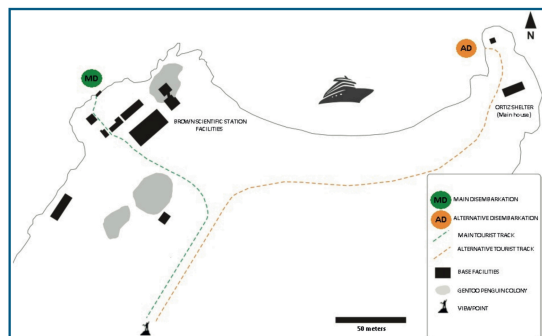 MD
AD
N
BROWN SCIENTIFIC STATION
FACILITIES
ORTIZ SHELTER
(Main house)
MD MAIN DISEMBARKATION
AD ALTERNATIVE DISEMBARKATION
MAIN TOURIST TRACK
ALTERNATIVE TOURIST TRACK
BASE FACILITIES
GENTOO PENGUIN COLONY
VIEWPOINT
50 meters